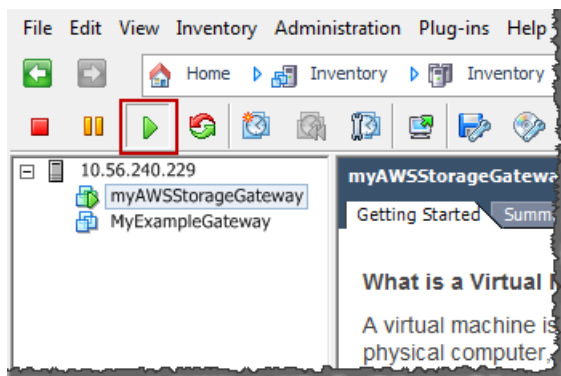 File Edit View Inventory Administration Plug-ins Help
Home Inventory Inventory
10.56.240.229
myAWSStorageGateway
MyExampleGateway
myAWSStorageGatewa
Getting Started Summ
What is a Virtual
A virtual machine is
physical computer,